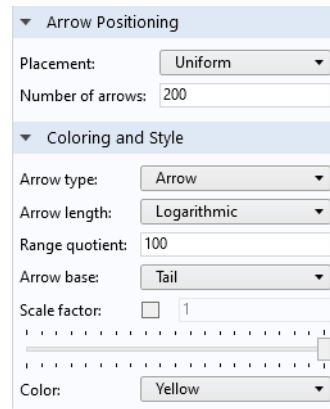 Arrow Positioning
Placement: Uniform
Number of arrows: 200
Coloring and Style
Arrow type: Arrow
Arrow length: Logarithmic
Range quotient: 100
Arrow base: Tail
Scale factor: 1
Color: Yellow